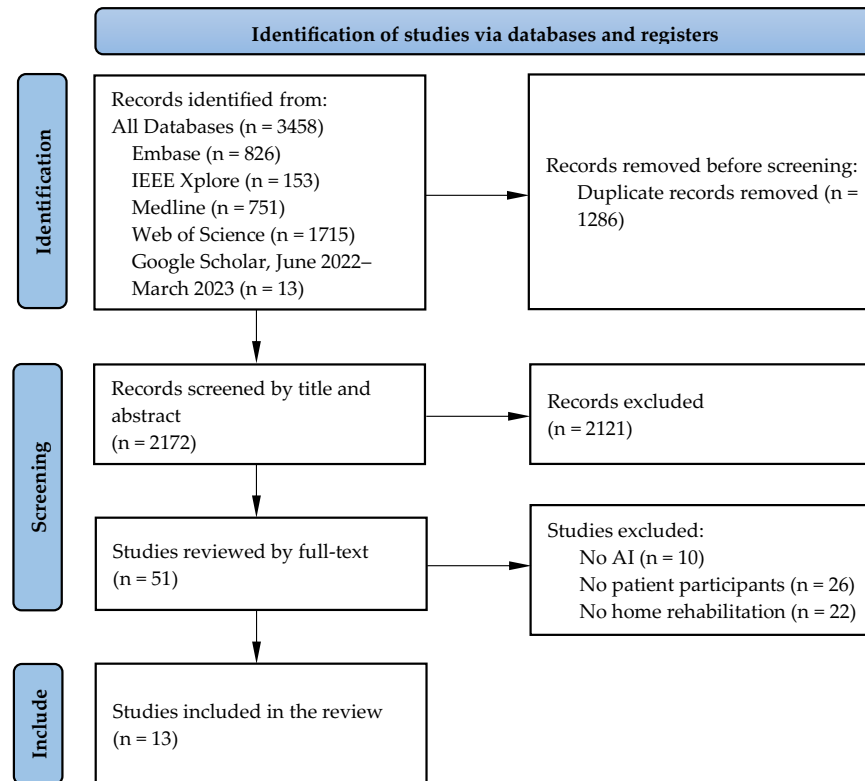 Identification of studies via databases and registers
Identification
Records identified from:
All Databases (n = 3458)
Embase (n = 826)
IEEE Xplore (n = 153)
Medline (n = 751)
Web of Science (n = 1715)
Google Scholar, June 2022–
March 2023 (n = 13)
Records removed before screening:
Duplicate records removed (n =
1286)
Screening
Records screened by title and
abstract
(n = 2172)
Records excluded
(n = 2121)
Studies reviewed by full-text
(n = 51)
Studies excluded:
No AI (n = 10)
No patient participants (n = 26)
No home rehabilitation (n = 22)
Include
Studies included in the review
(n = 13)